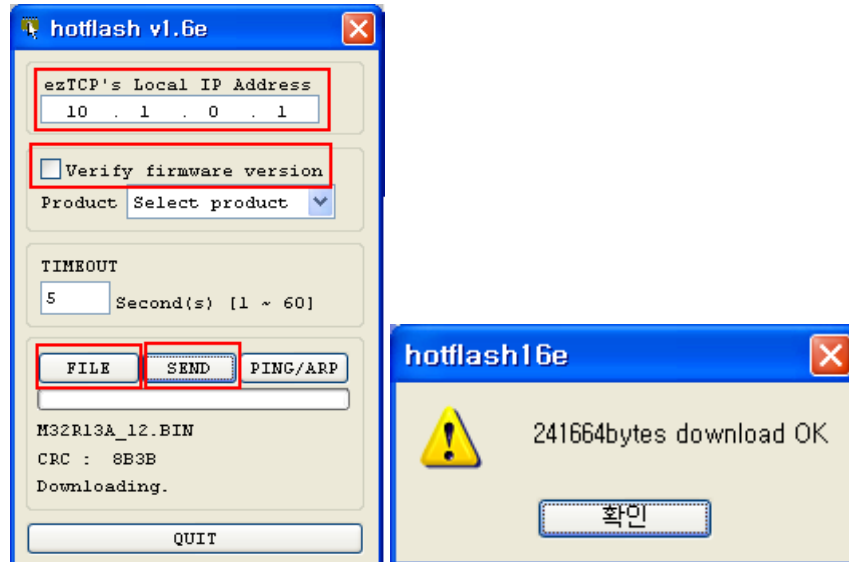 hotflash v1.6e
ezTCP's Local IP Address
10 . 1 . 0 . 1
Verify firmware version
Product Select product
TIMEOUT
5 Second(s) [1 ~ 60]
FILE SEND PING/ARP
M32R13A_12.BIN
CRC : 8B3B
Downloading.
QUIT
hotflash16e
241664bytes download OK
확인